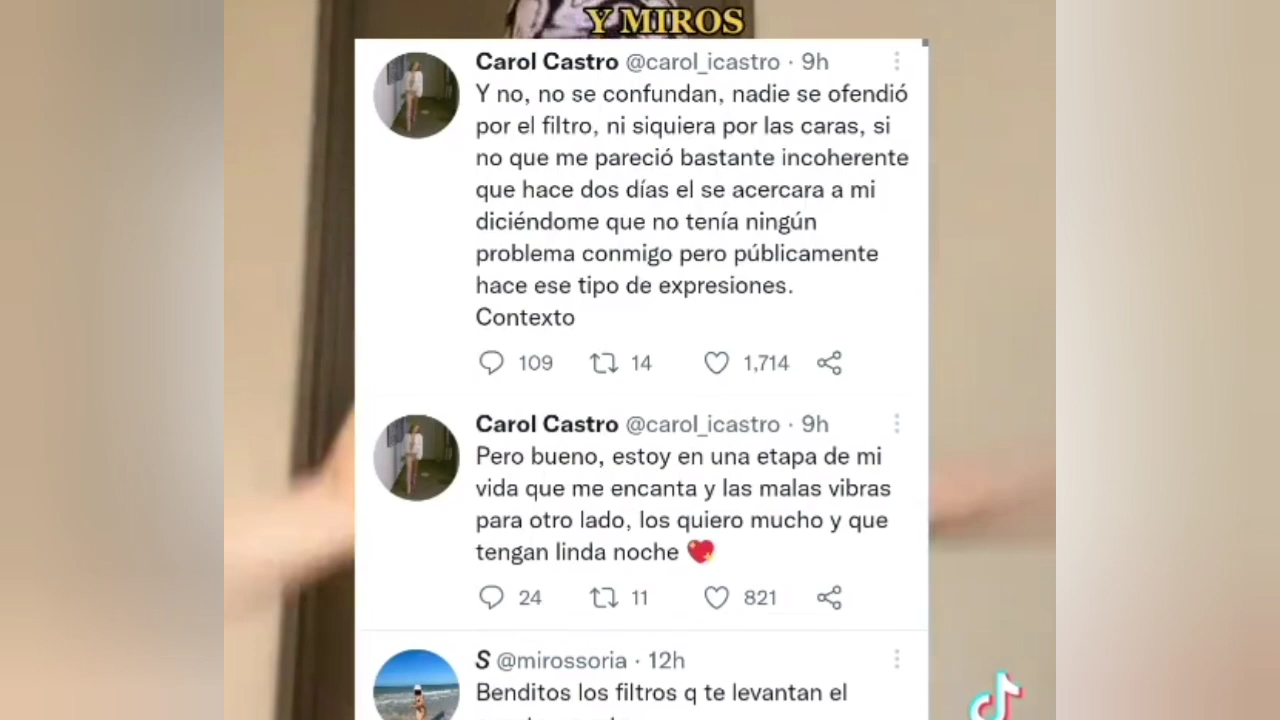 Y MIROS
Carol Castro @carol_icastro · 9h
Y no, no se confundan, nadie se ofendió
por el filtro, ni siquiera por las caras, si
no que me pareció bastante incoherente
que hace dos días el se acercara a mi
diciéndome que no tenía ningún
problema conmigo pero públicamente
hace ese tipo de expresiones.
Contexto
109 14 1,714
Carol Castro @carol_icastro · 9h
Pero bueno, estoy en una etapa de mi
vida que me encanta y las malas vibras
para otro lado, los quiero mucho y que
tengan linda noche 💖
24 11 821
S @mirossoria · 12h
Benditos los filtros q te levantan el